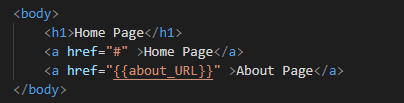 <body>
<h1>Home Page</h1>
<a href="#" >Home Page</a>
<a href="{{about_URL}}" >About Page</a>
</body>